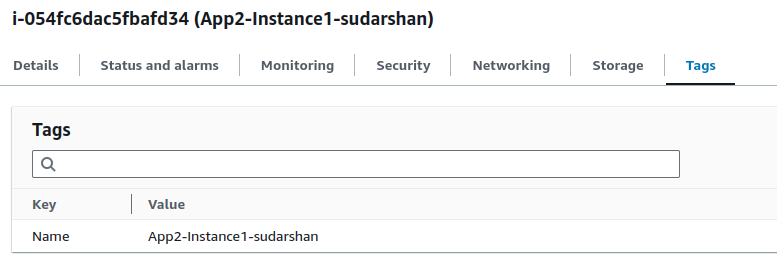 i-054fc6dac5fbafd34 (App2-Instance1-sudarshan)
Details Status and alarms Monitoring Security Networking Storage Tags
Tags
Key Value
Name App2-Instance1-sudarshan